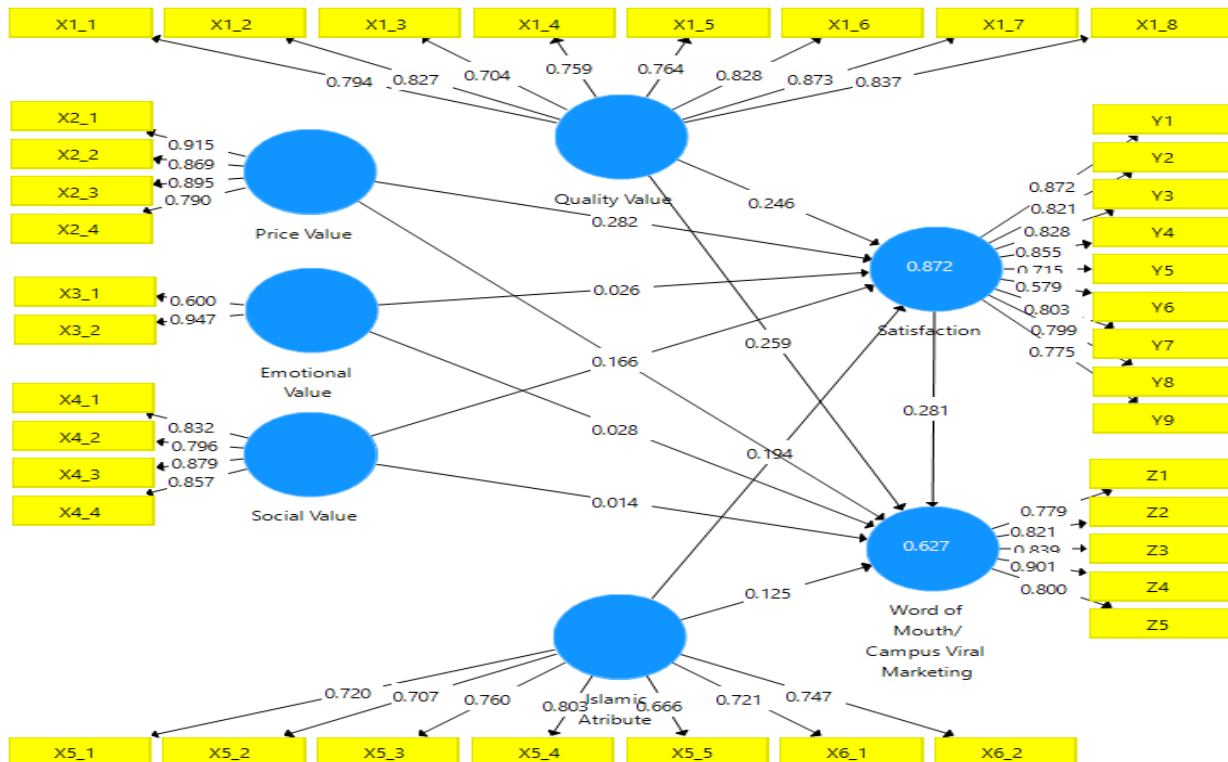 X1_1
X1_2
X1_3
X1_4
X1_5
X1_6
X1_7
X1_8
0.794
0.827
0.704
0.759
0.764
0.828
0.873
0.837
X2_1
X2_2
X2_3
X2_4
0.915
0.869
0.895
0.790
Price Value
Quality Value
0.282
0.246
X3_1
X3_2
0.600
0.947
Emotional
Value
0.026
0.166
0.259
0.872
Satisfaction
Y1
Y2
Y3
Y4
Y5
Y6
Y7
Y8
Y9
0.872
0.821
0.828
0.855
0.715
0.579
0.803
0.799
0.775
X4_1
X4_2
X4_3
X4_4
0.832
0.796
0.879
0.857
Social Value
0.028
0.014
0.194
0.281
0.125
0.627
Word of
Mouth/
Campus Viral
Marketing
Z1
Z2
Z3
Z4
Z5
0.779
0.821
0.839
0.901
0.800
Islamic
Atribute
0.720
0.707
0.760
0.803
0.666
0.721
0.747
X5_1
X5_2
X5_3
X5_4
X5_5
X6_1
X6_2